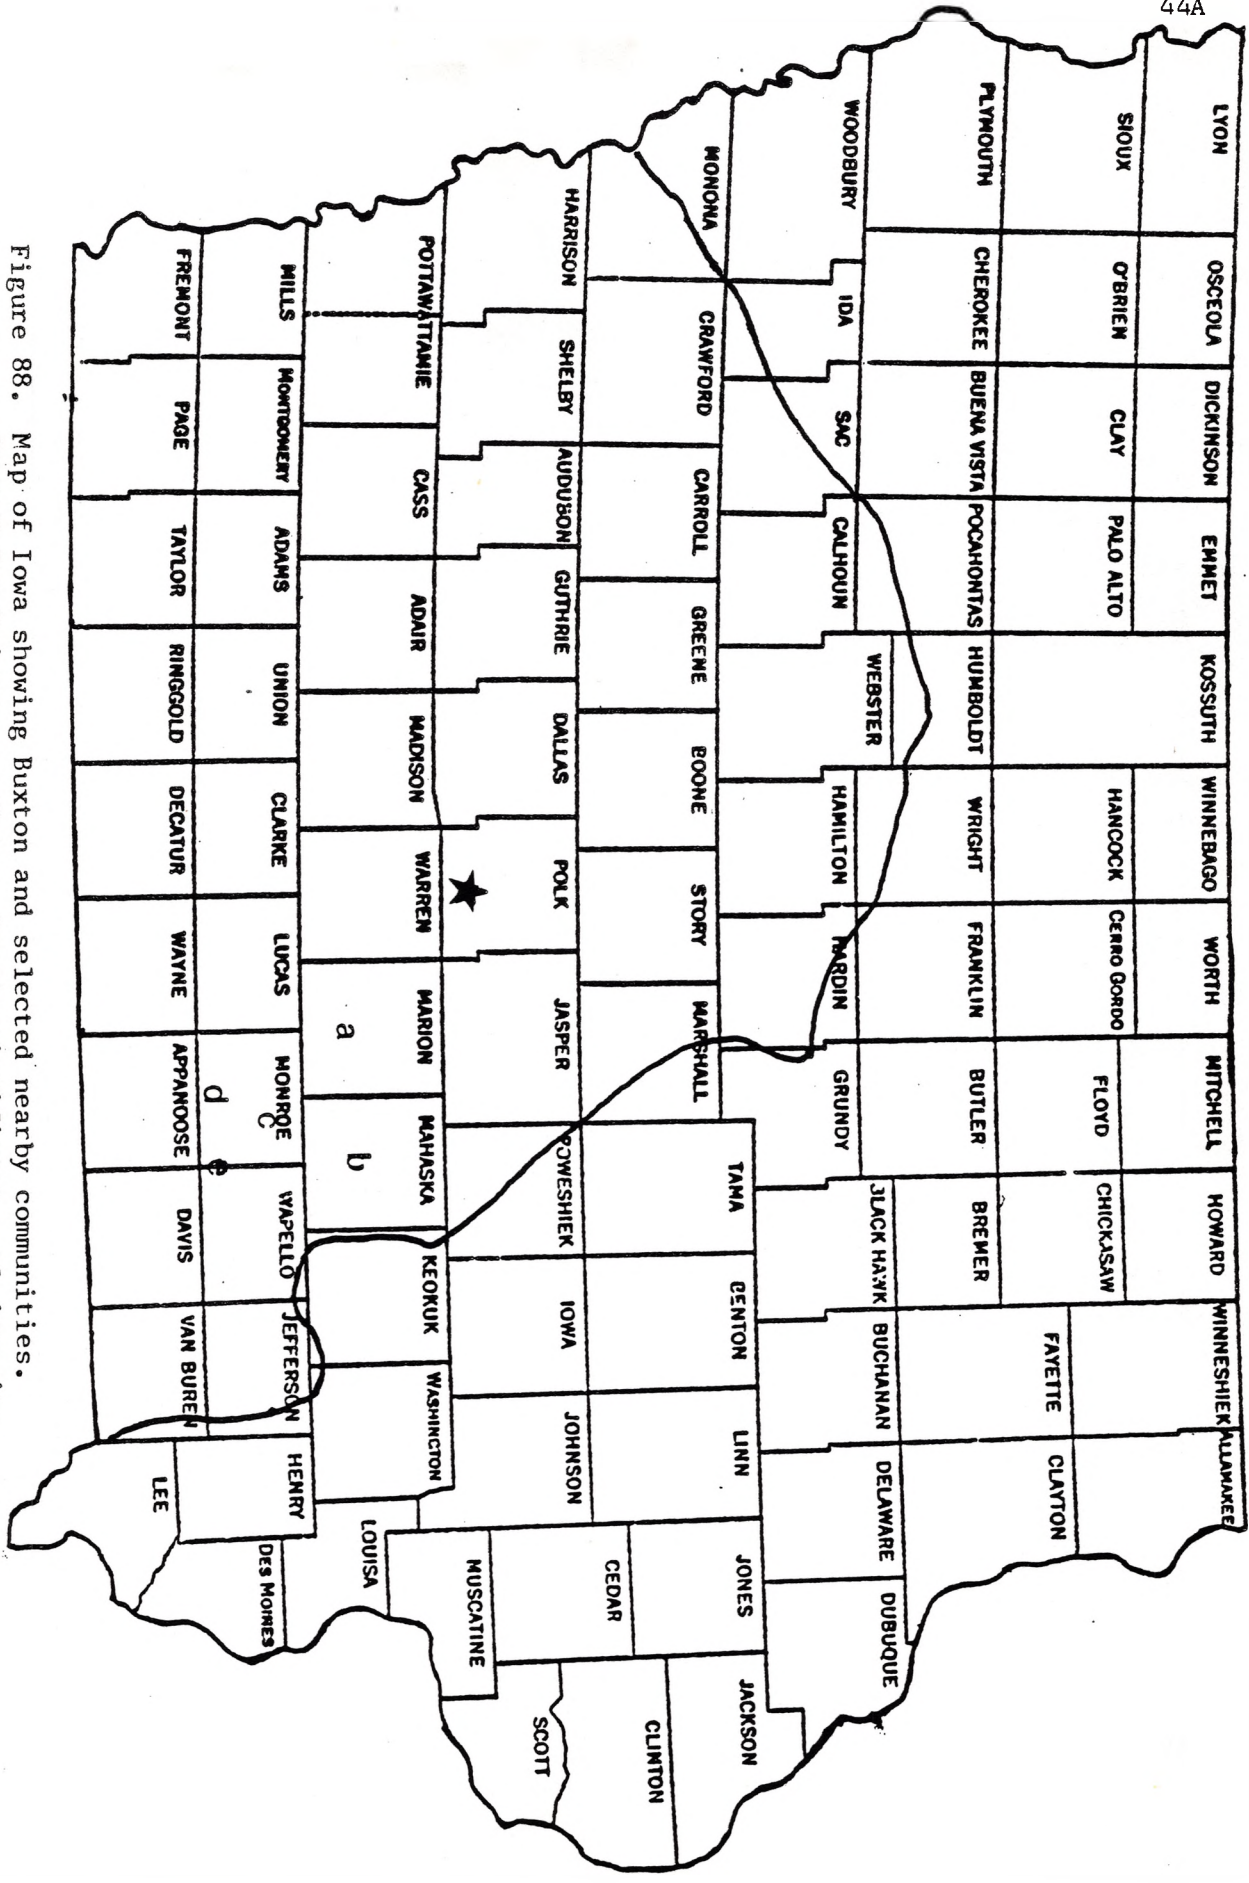 44A
LYON
OSCEOLA
DICKINSON
EMMET
KOSSUTH
WINNEBAGO
WORTH
MITCHELL
HOWARD
WINNESHIEK
ALLAMAKEE
SIOUX
O'BRIEN
CLAY
PALO ALTO
HANCOCK
CERRO GORDO
FLOYD
CHICKASAW
FAYETTE
CLAYTON
PLYMOUTH
CHEROKEE
BUENA VISTA
POCAHONTAS
HUMBOLDT
WRIGHT
FRANKLIN
BUTLER
BREMER
WOODBURY
IDA
SAC
CALHOUN
WEBSTER
HAMILTON
HARDIN
GRUNDY
BLACK HAWK
BUCHANAN
DELAWARE
DUBUQUE
MONONA
CRAWFORD
CARROLL
GREENE
BOONE
STORY
MARSHALL
TAMA
BENTON
LINN
JONES
JACKSON
HARRISON
SHELBY
AUDUBON
GUTHRIE
DALLAS
POLK
JASPER
POWESHIEK
IOWA
JOHNSON
CEDAR
CLINTON
SCOTT
POTTAWATTAMIE
CASS
ADAIR
MADISON
WARREN
MARION
MAHASKA
KEOKUK
WASHINGTON
MUSCATINE
LOUISA
a
b
MILLS
MONTGOMERY
ADAMS
UNION
CLARKE
LUCAS
MONROE
WAPELLO
JEFFERSON
HENRY
DES MOINES
c
d
e
FREMONT
PAGE
TAYLOR
RINGGOLD
DECATUR
WAYNE
APPANOOSE
DAVIS
VAN BUREN
LEE
Figure 88. Map of Iowa showing Buxton and selected nearby communities.